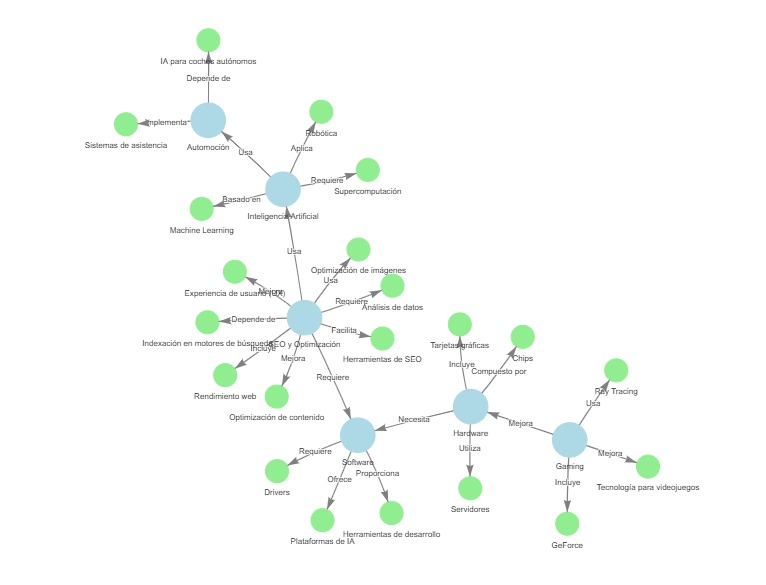 IA para coches autónomos
Depende de
Implementa
Sistemas de asistencia
Automoción
Usa
Robótica
Aplica
Requiere
Supercomputación
Basado en
Machine Learning
Inteligencia Artificial
Usa
Optimización de imágenes
Usa
Experiencia de usuario (UX)
Mejora
Requiere
Análisis de datos
Depende de
Facilita
Indexación en motores de búsqueda
SEO y Optimización
Incluye
Mejora
Herramientas de SEO
Rendimiento web
Requiere
Optimización de contenido
Tarjetas gráficas
Chips
Incluye
Compuesto por
Ray Tracing
Usa
Necesita
Mejora
Hardware
Utiliza
Requiere
Software
Proporciona
Ofrece
Drivers
Gaming
Mejora
Incluye
Tecnología para videojuegos
Servidores
Plataformas de IA
Herramientas de desarrollo
GeForce